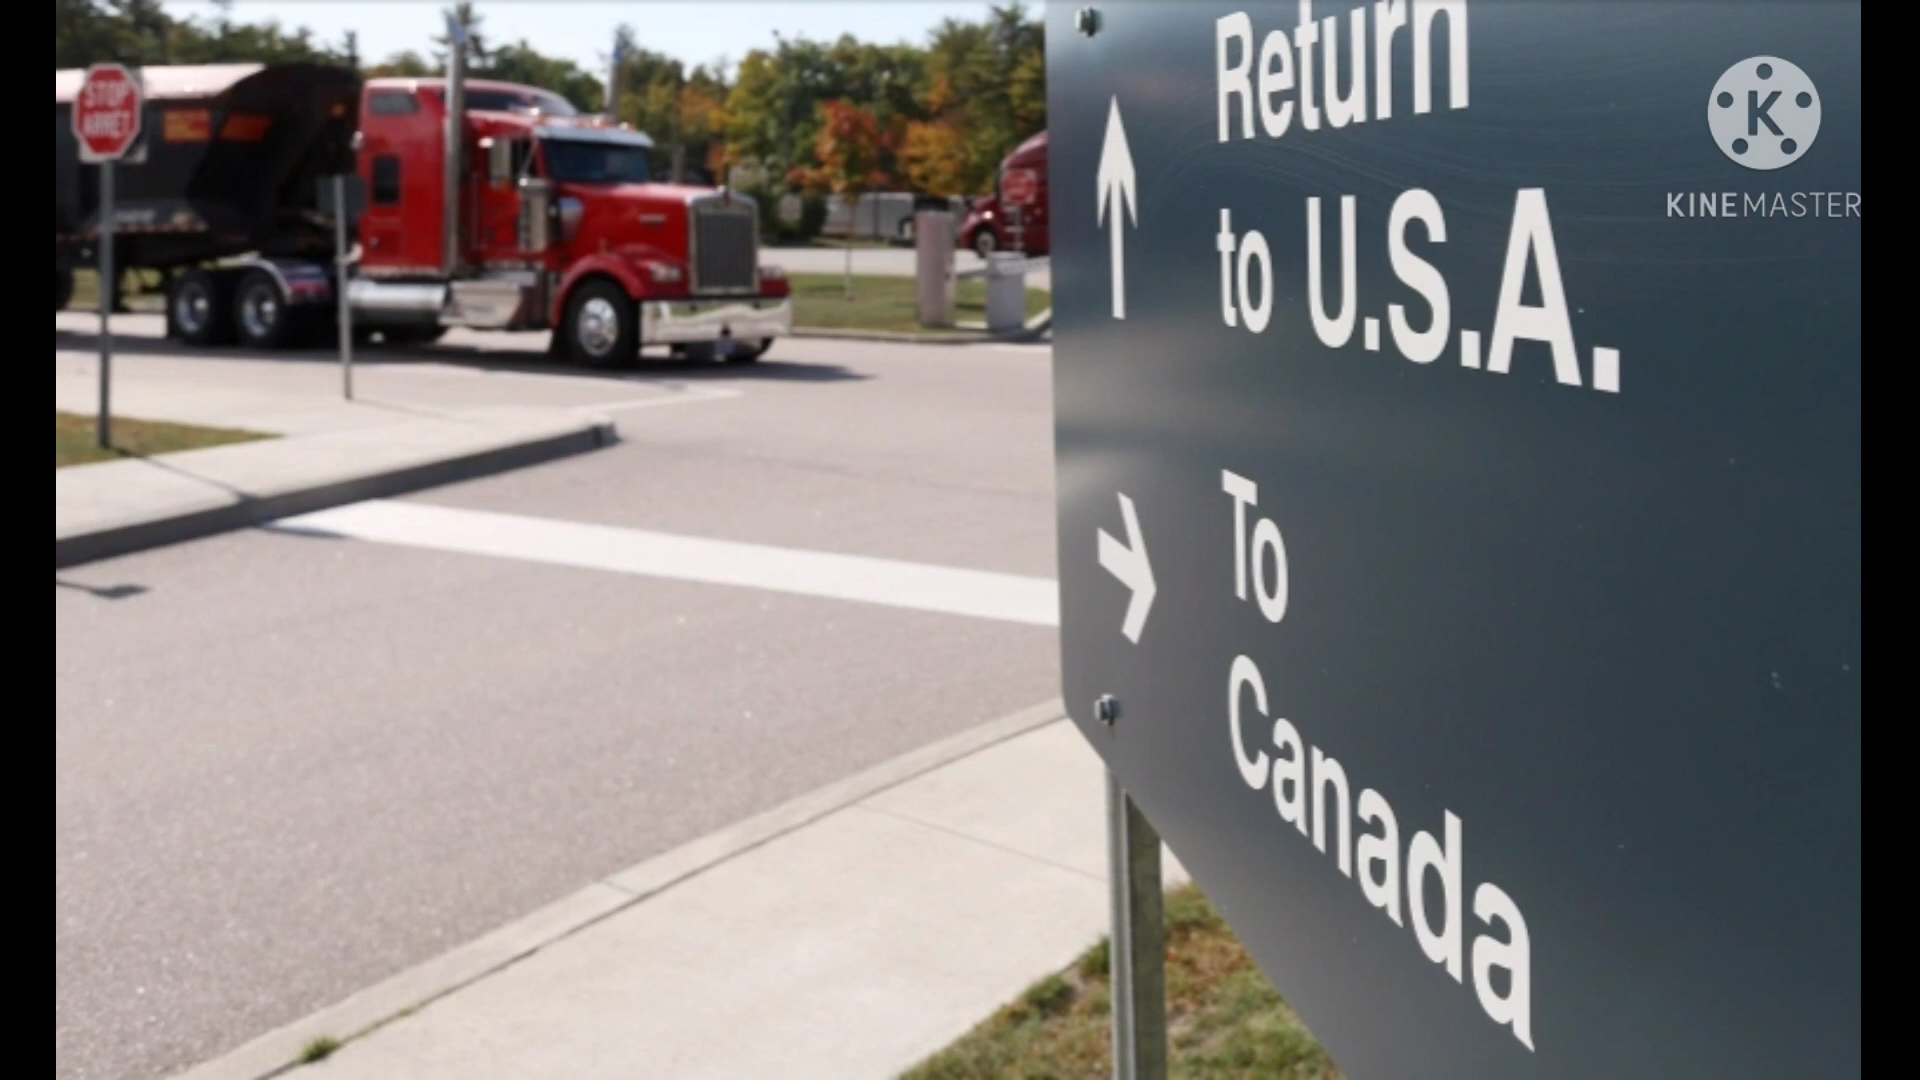 STOP
ARRÊT
Return
to U.S.A.
To
Canada
KINEMASTER